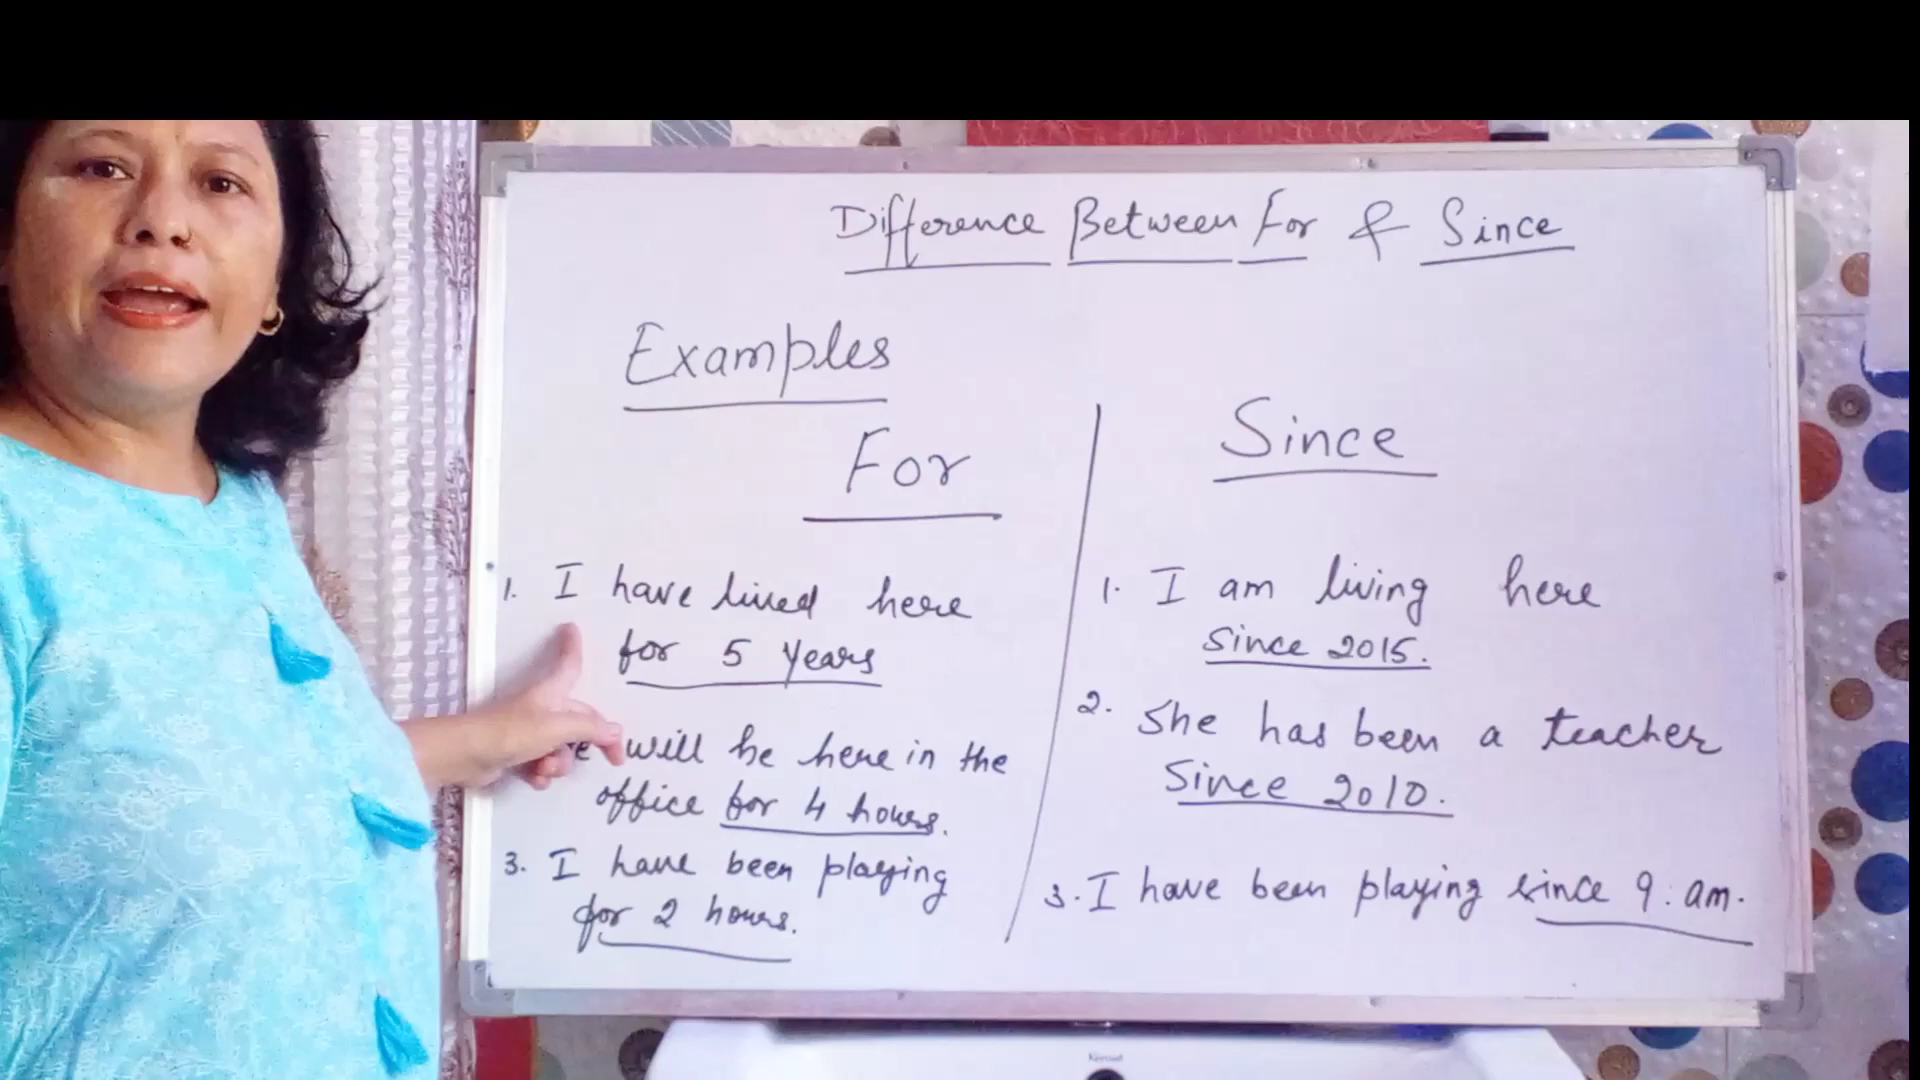 Difference Between For & Since
Examples
For
1. I have lived here
for 5 years
will be here in the
office for 4 hours.
3. I have been playing
for 2 hours.
Since
1. I am living here
Since 2015.
2. She has been a teacher
Since 2010.
3. I have been playing since 9. am.